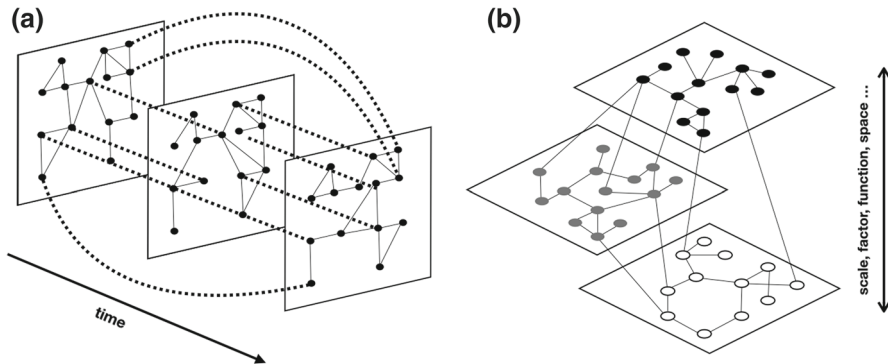 (a)
(b)
time
scale, factor, function, space ...